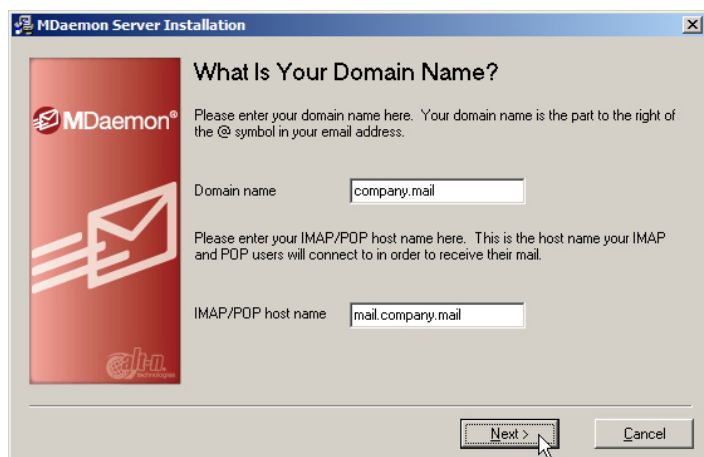 MDaemon Server Installation
What Is Your Domain Name?
Please enter your domain name here. Your domain name is the part to the right of
the @ symbol in your email address.
MDaemon®
Domain name
company.mail
Please enter your IMAP/POP host name here. This is the host name your IMAP
and POP users will connect to in order to receive their mail.
IMAP/POP host name
mail.company.mail
alt-n
technologies
Next >
Cancel